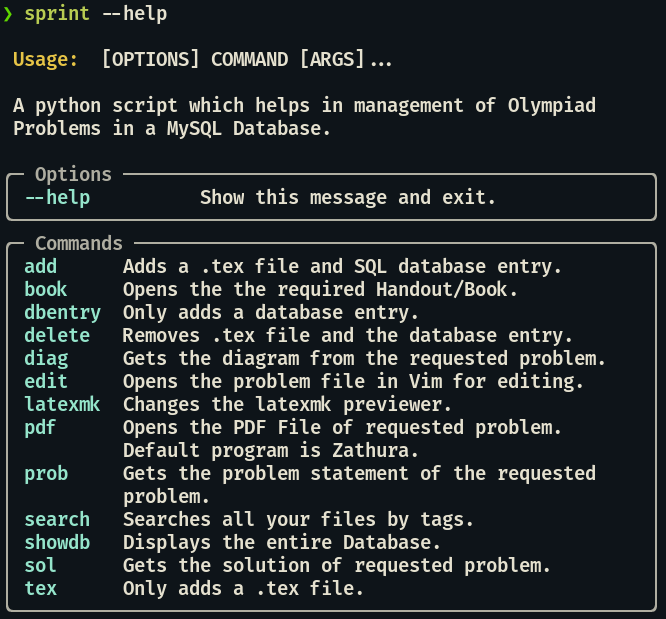 ❯ sprint --help
Usage:  [OPTIONS] COMMAND [ARGS]...
A python script which helps in management of Olympiad
Problems in a MySQL Database.
Options
--help Show this message and exit.
Commands
add Adds a .tex file and SQL database entry.
book Opens the the required Handout/Book.
dbentry Only adds a database entry.
delete Removes .tex file and the database entry.
diag Gets the diagram from the requested problem.
edit Opens the problem file in Vim for editing.
latexmk Changes the latexmk previewer.
pdf Opens the PDF File of requested problem.
Default program is Zathura.
prob Gets the problem statement of the requested
problem.
search Searches all your files by tags.
showdb Displays the entire Database.
sol Gets the solution of requested problem.
tex Only adds a .tex file.